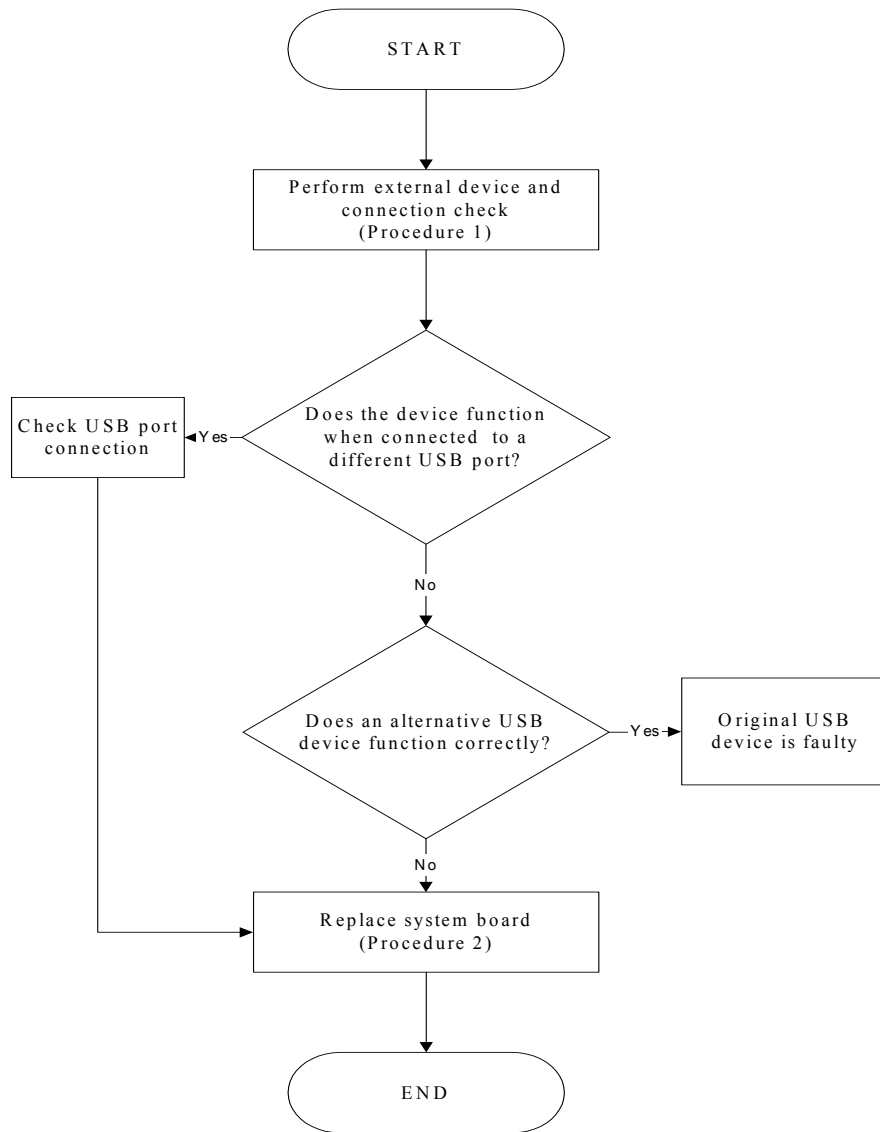 START
Perform external device and
connection check
(Procedure 1)
Does the device function
when connected to a
different USB port?
Yes
Check USB port
connection
No
Does an alternative USB
device function correctly?
Yes
Original USB
device is faulty
No
Replace system board
(Procedure 2)
END